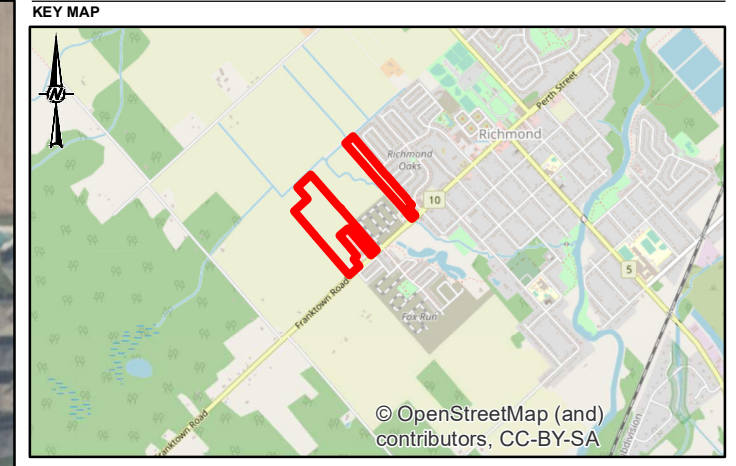 KEY MAP
N
Perth Street
Richmond
Richmond
Oaks
10
5
Franktown Road
Fox Run
Franktown Road
© OpenStreetMap (and)
contributors, CC-BY-SA